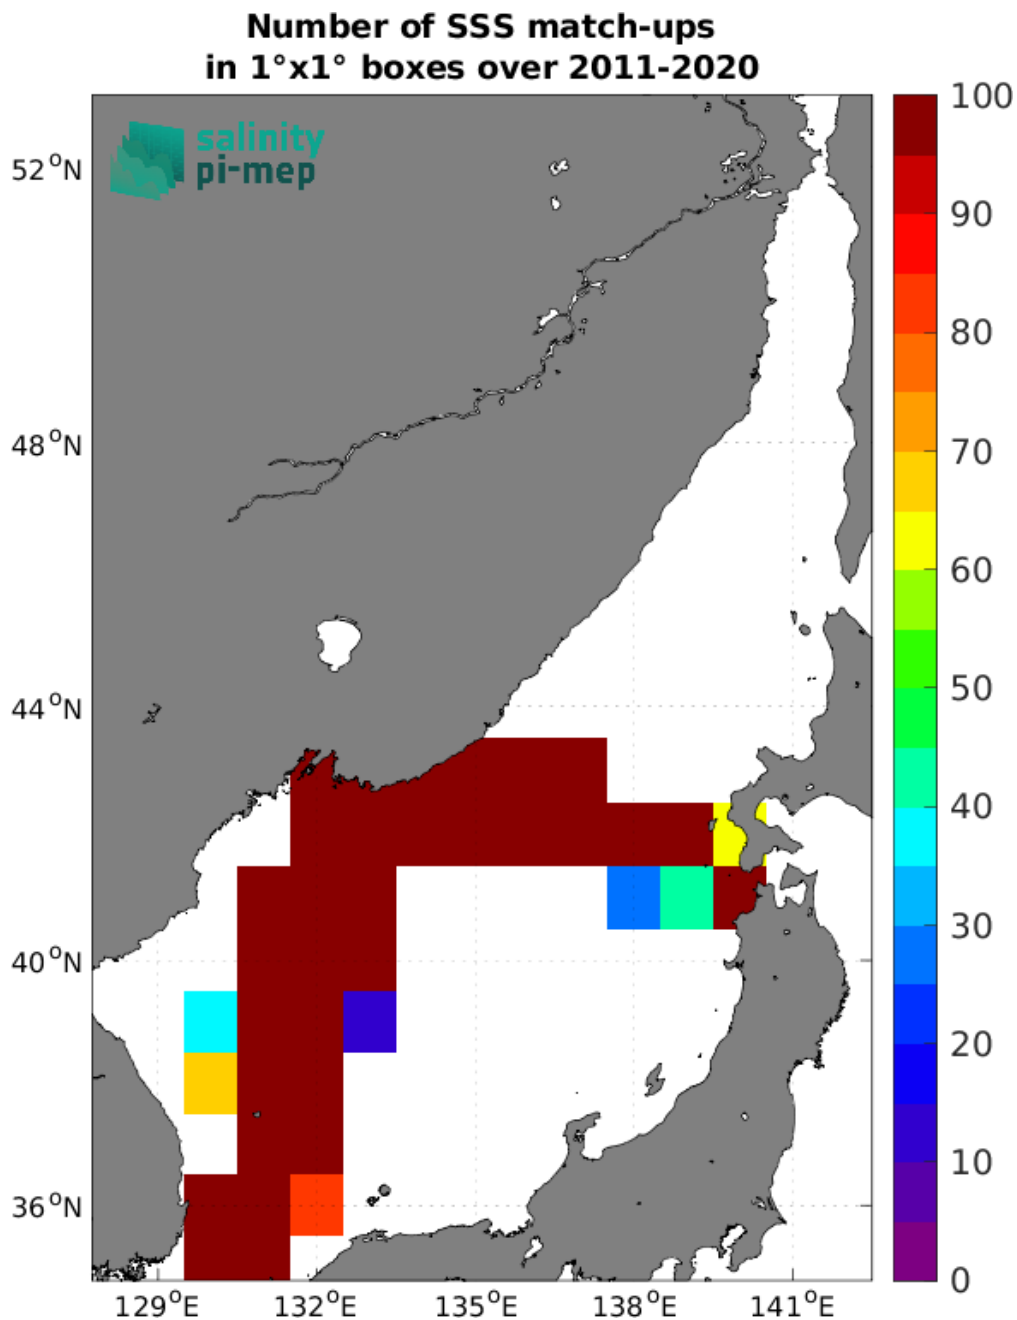 Number of SSS match-ups
in 1°x1° boxes over 2011-2020
salinity
pi-mep
52°N
48°N
44°N
40°N
36°N
129°E 132°E 135°E 138°E 141°E
100
90
80
70
60
50
40
30
20
10
0